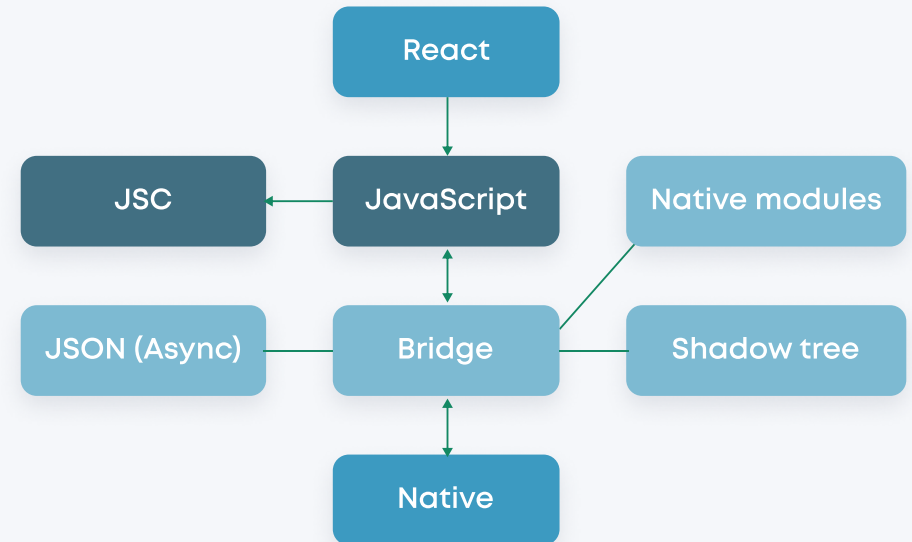 React
JSC
JavaScript
Native modules
JSON (Async)
Bridge
Shadow tree
Native